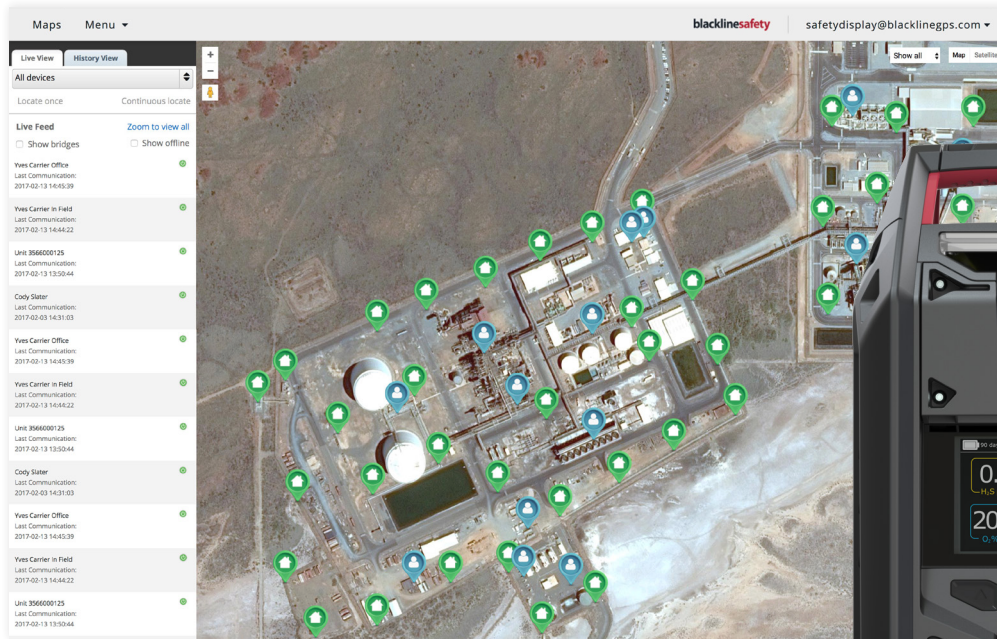 Maps Menu blacklinesafety safetydisplay@blacklinegps.com
Live View History View
All devices
Locate once Continuous locate
Live Feed Zoom to view all
Show bridges Show offline
Yves Carrier Office
Last Communication:
2017-02-13 14:45:39
Yves Carrier In Field
Last Communication:
2017-02-13 14:44:22
Unit 3566000125
Last Communication:
2017-02-13 13:50:44
Cody Slater
Last Communication:
2017-02-03 14:31:03
Yves Carrier Office
Last Communication:
2017-02-13 14:45:39
Yves Carrier In Field
Last Communication:
2017-02-13 14:44:22
Unit 3566000125
Last Communication:
2017-02-13 13:50:44
Cody Slater
Last Communication:
2017-02-03 14:31:03
Yves Carrier Office
Last Communication:
2017-02-13 14:45:39
Yves Carrier In Field
Last Communication:
2017-02-13 14:44:22
Unit 3566000125
Last Communication:
2017-02-13 13:50:44
+
−
Show all Map Satellite
90 day
0.
H₂S
20
O₂%